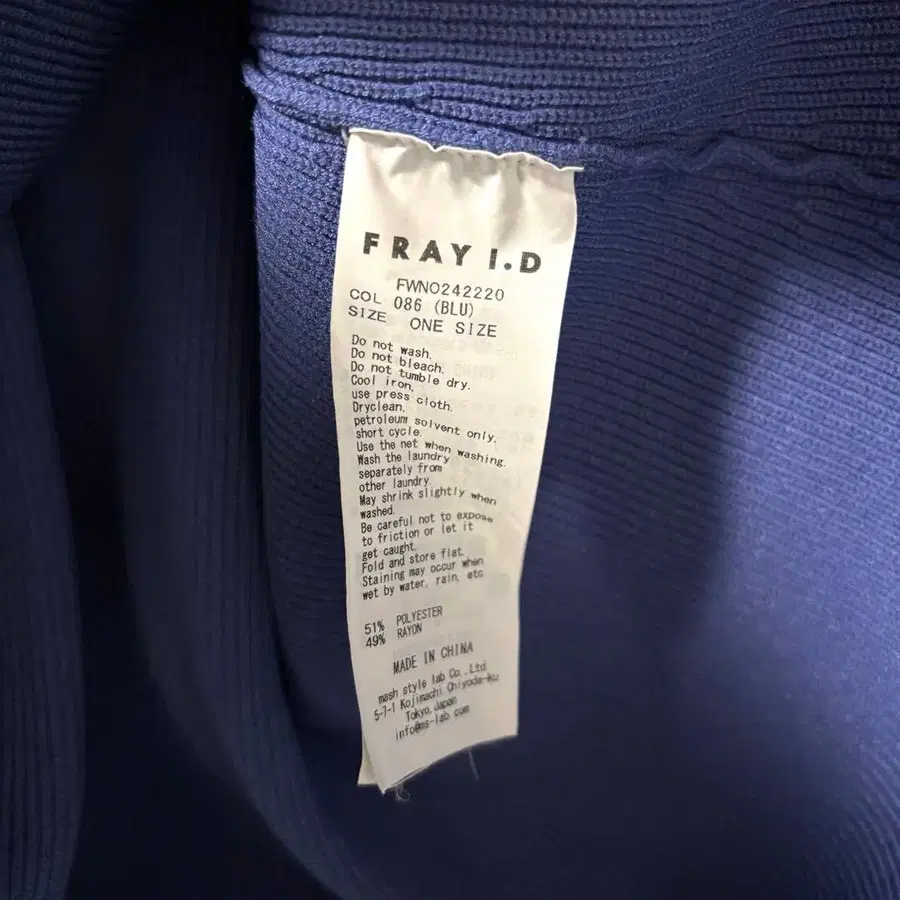 FRAY I.D
FWNO242220
COL 086 (BLU)
SIZE ONE SIZE
Do not wash.
Do not bleach.
Do not tumble dry.
Cool iron,
use press cloth.
Dryclean,
petroleum solvent only,
short cycle.
Use the net when washing.
Wash the laundry
separately from
other laundry.
May shrink slightly when
washed.
Be careful not to expose
to friction or let it
get caught.
Fold and store flat.
Staining may occur when
wet by water, rain, etc.
51% POLYESTER
49% RAYON
MADE IN CHINA
mash style lab Co.,Ltd.
5-7-1 Kojimachi Chiyoda-ku
Tokyo,Japan
info@ms-lab.com